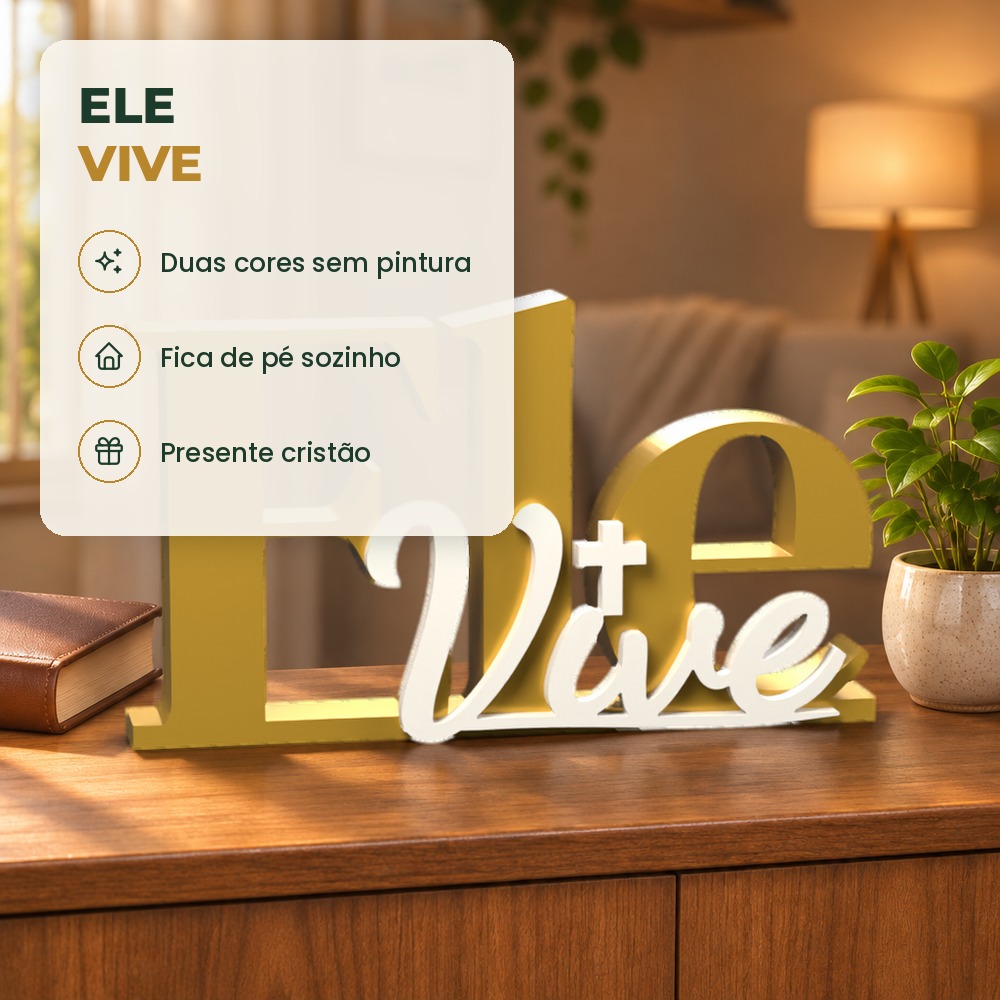 ELE
VIVE
Duas cores sem pintura
Fica de pé sozinho
Presente cristão
Ele
Vive